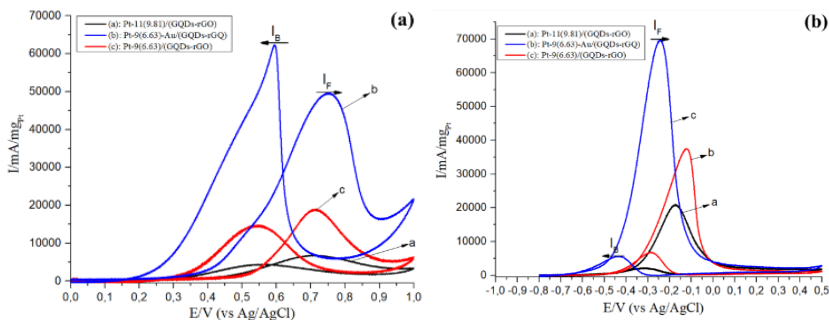 (a)
(a): Pt-11(9.81)/(GQDs-rGO)
(b): Pt-9(6.63)-Au/(GQDs-rGQ)
(c): Pt-9(6.63)/(GQDs-rGO)
I_B
I_F
b
c
a
70000
60000
50000
40000
30000
20000
10000
0
I/mA/mg_Pt
0,0 0,1 0,2 0,3 0,4 0,5 0,6 0,7 0,8 0,9 1,0
E/V (vs Ag/AgCl)
(b)
(a): Pt-11(9.81)/(GQDs-rGO)
(b): Pt-9(6.63)-Au/(GQDs-rGQ)
(c): Pt-9(6.63)/(GQDs-rGO)
I_F
c
b
a
I_B
70000
60000
50000
40000
30000
20000
10000
0
I/mA/mg_Pt
-1,0 -0,9 -0,8 -0,8 -0,6 -0,5 -0,4 -0,3 -0,2 -0,1 0,0 0,1 0,2 0,3 0,4 0,5
E/V (vs Ag/AgCl)